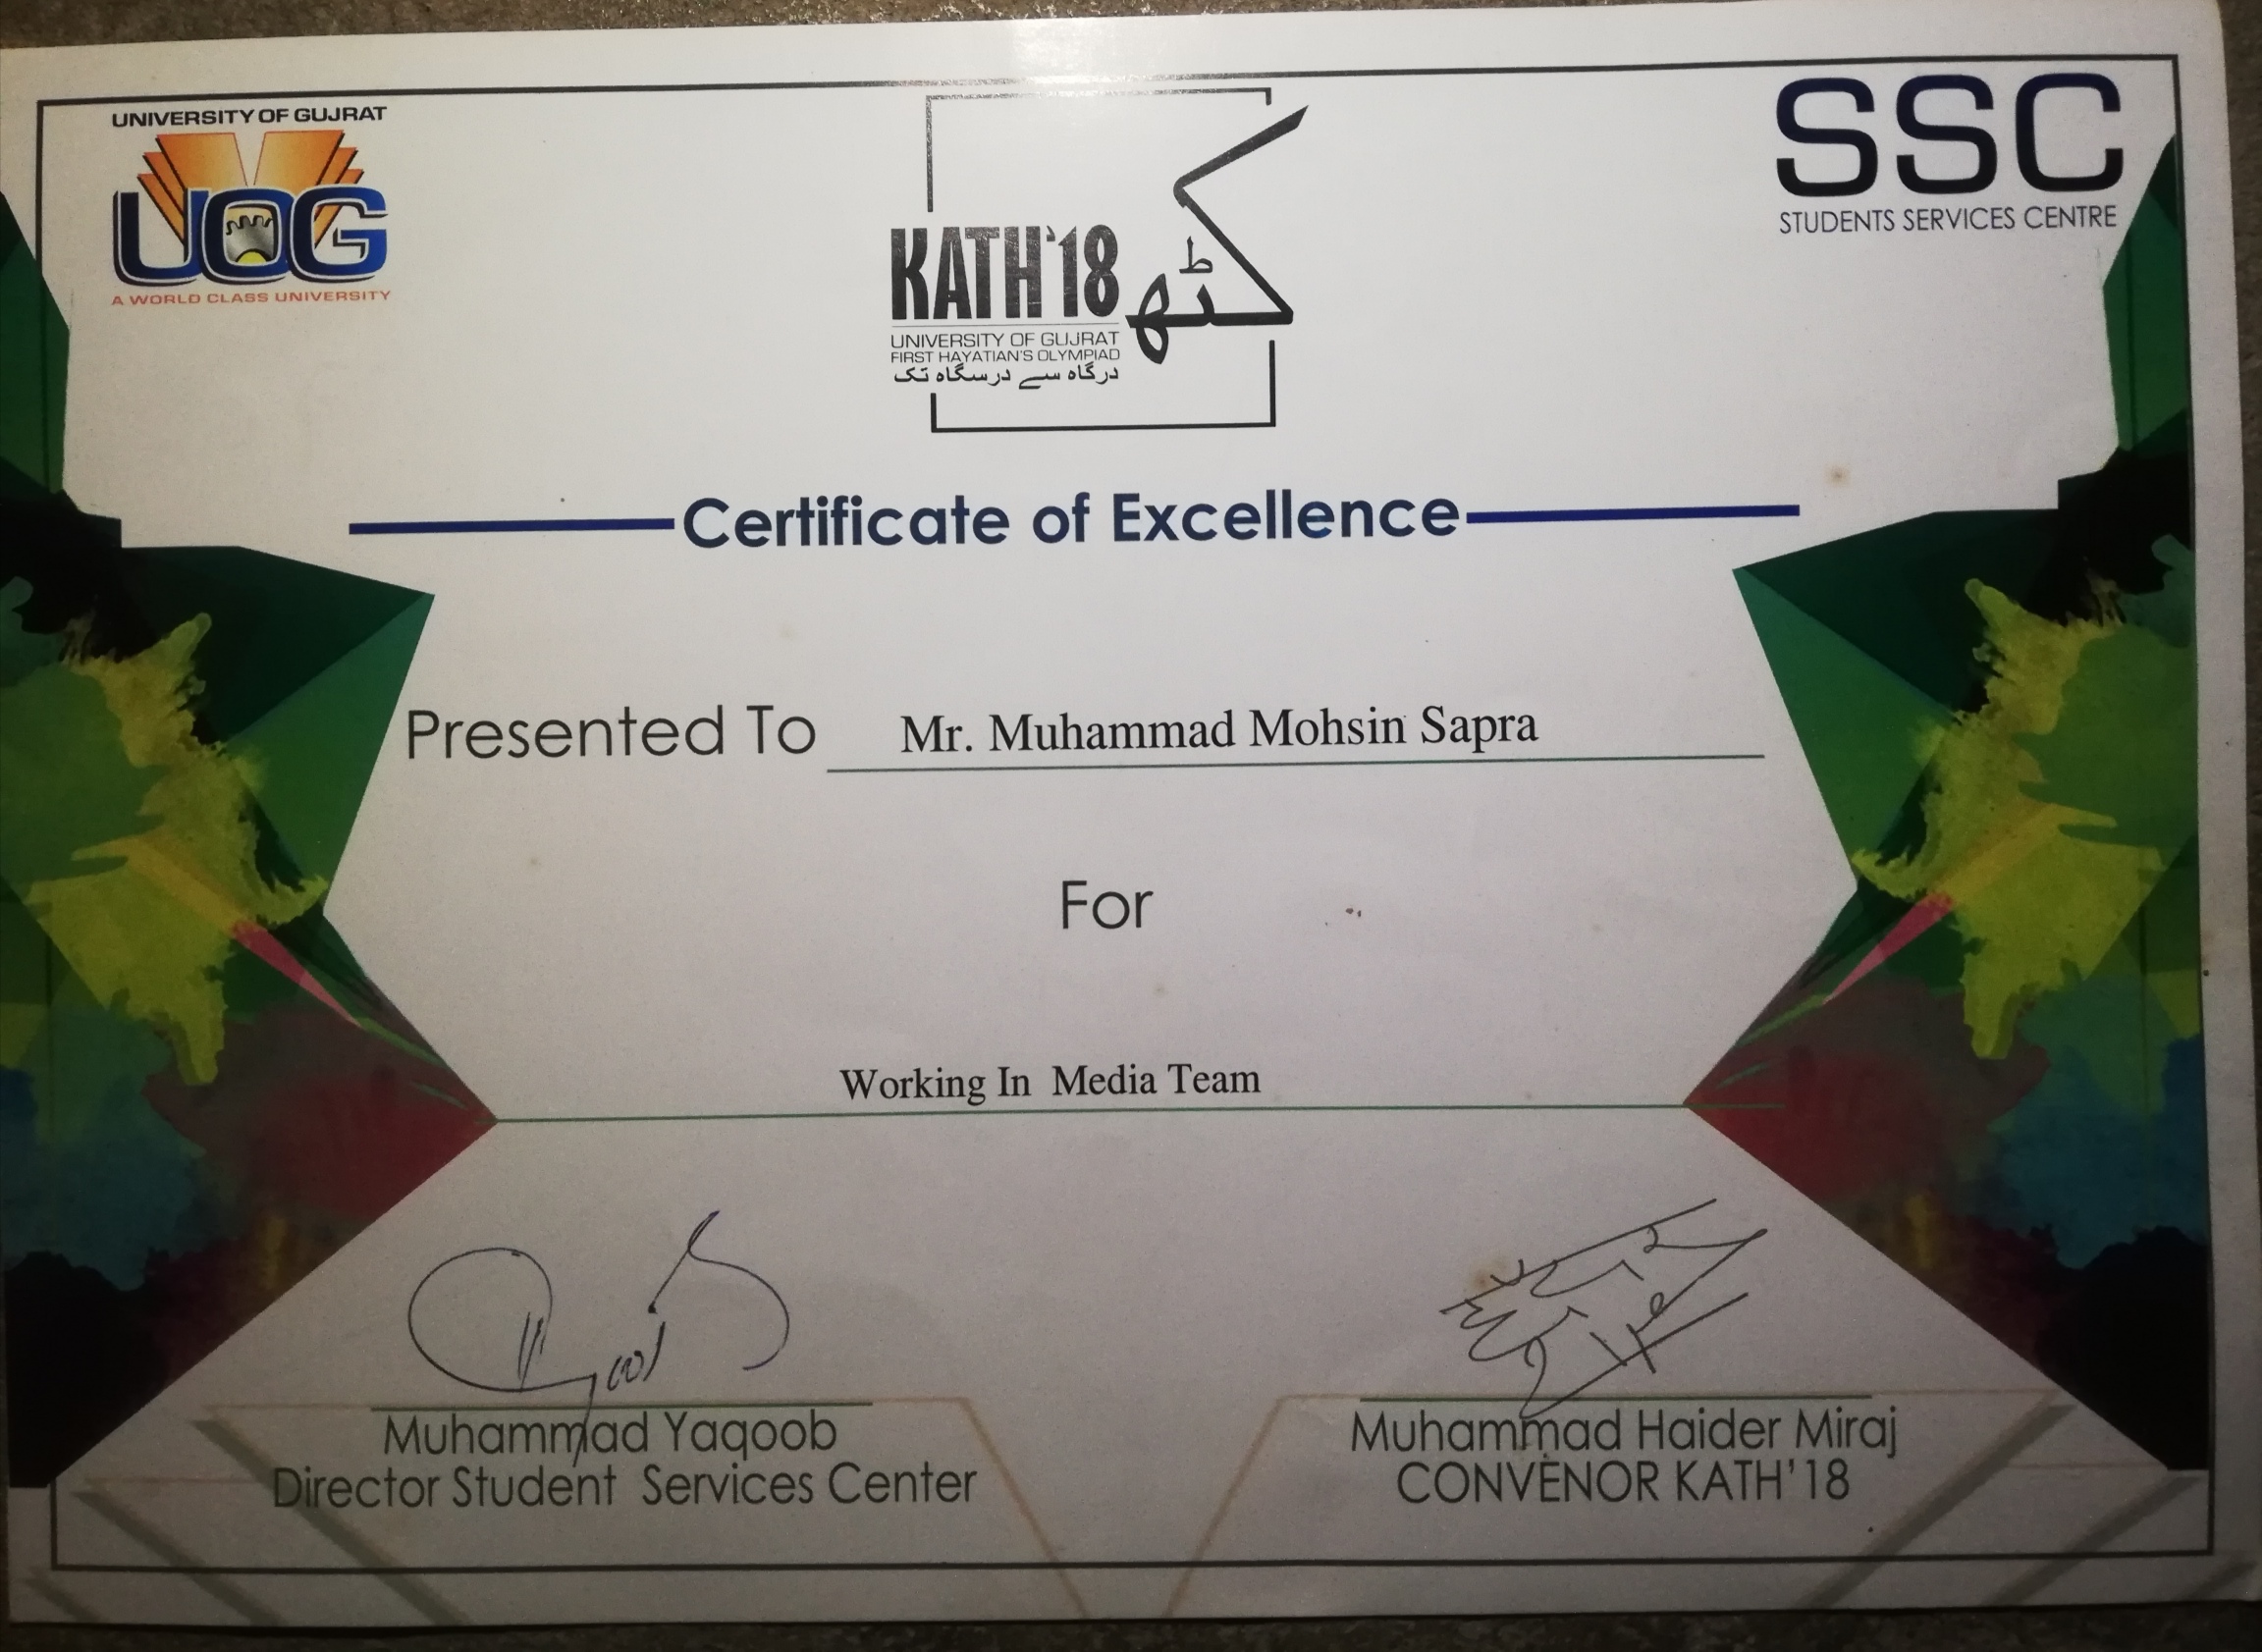 UNIVERSITY OF GUJRAT
UOG
A WORLD CLASS UNIVERSITY
KATH'18
کٹھ
UNIVERSITY OF GUJRAT
FIRST HAYATIAN'S OLYMPIAD
درگاہ سے درسگاہ تک
SSC
STUDENTS SERVICES CENTRE
Certificate of Excellence
Presented To Mr. Muhammad Mohsin Sapra
For
Working In Media Team
Muhammad Yaqoob
Director Student Services Center
Muhammad Haider Miraj
CONVENOR KATH'18